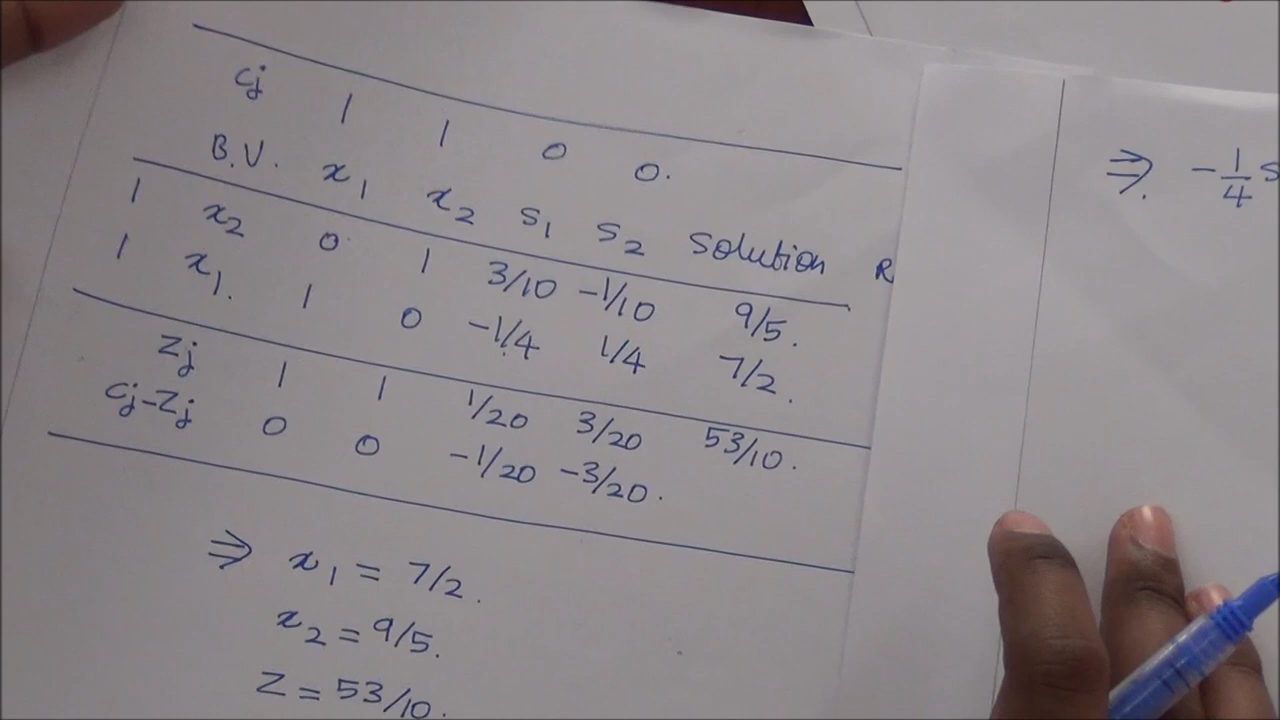 Cj 1 1 0 0.
B.V. x1 x2 S1 S2 Solution R
1 x2 0 1 3/10 -1/10 9/5.
1 x1. 1 0 -1/4 1/4 7/2.
Zj 1 1 1/20 3/20 53/10.
Cj-Zj 0 0 -1/20 -3/20.
⇒ x1 = 7/2.
x2 = 9/5.
Z = 53/10.
⇒. -1/4 S